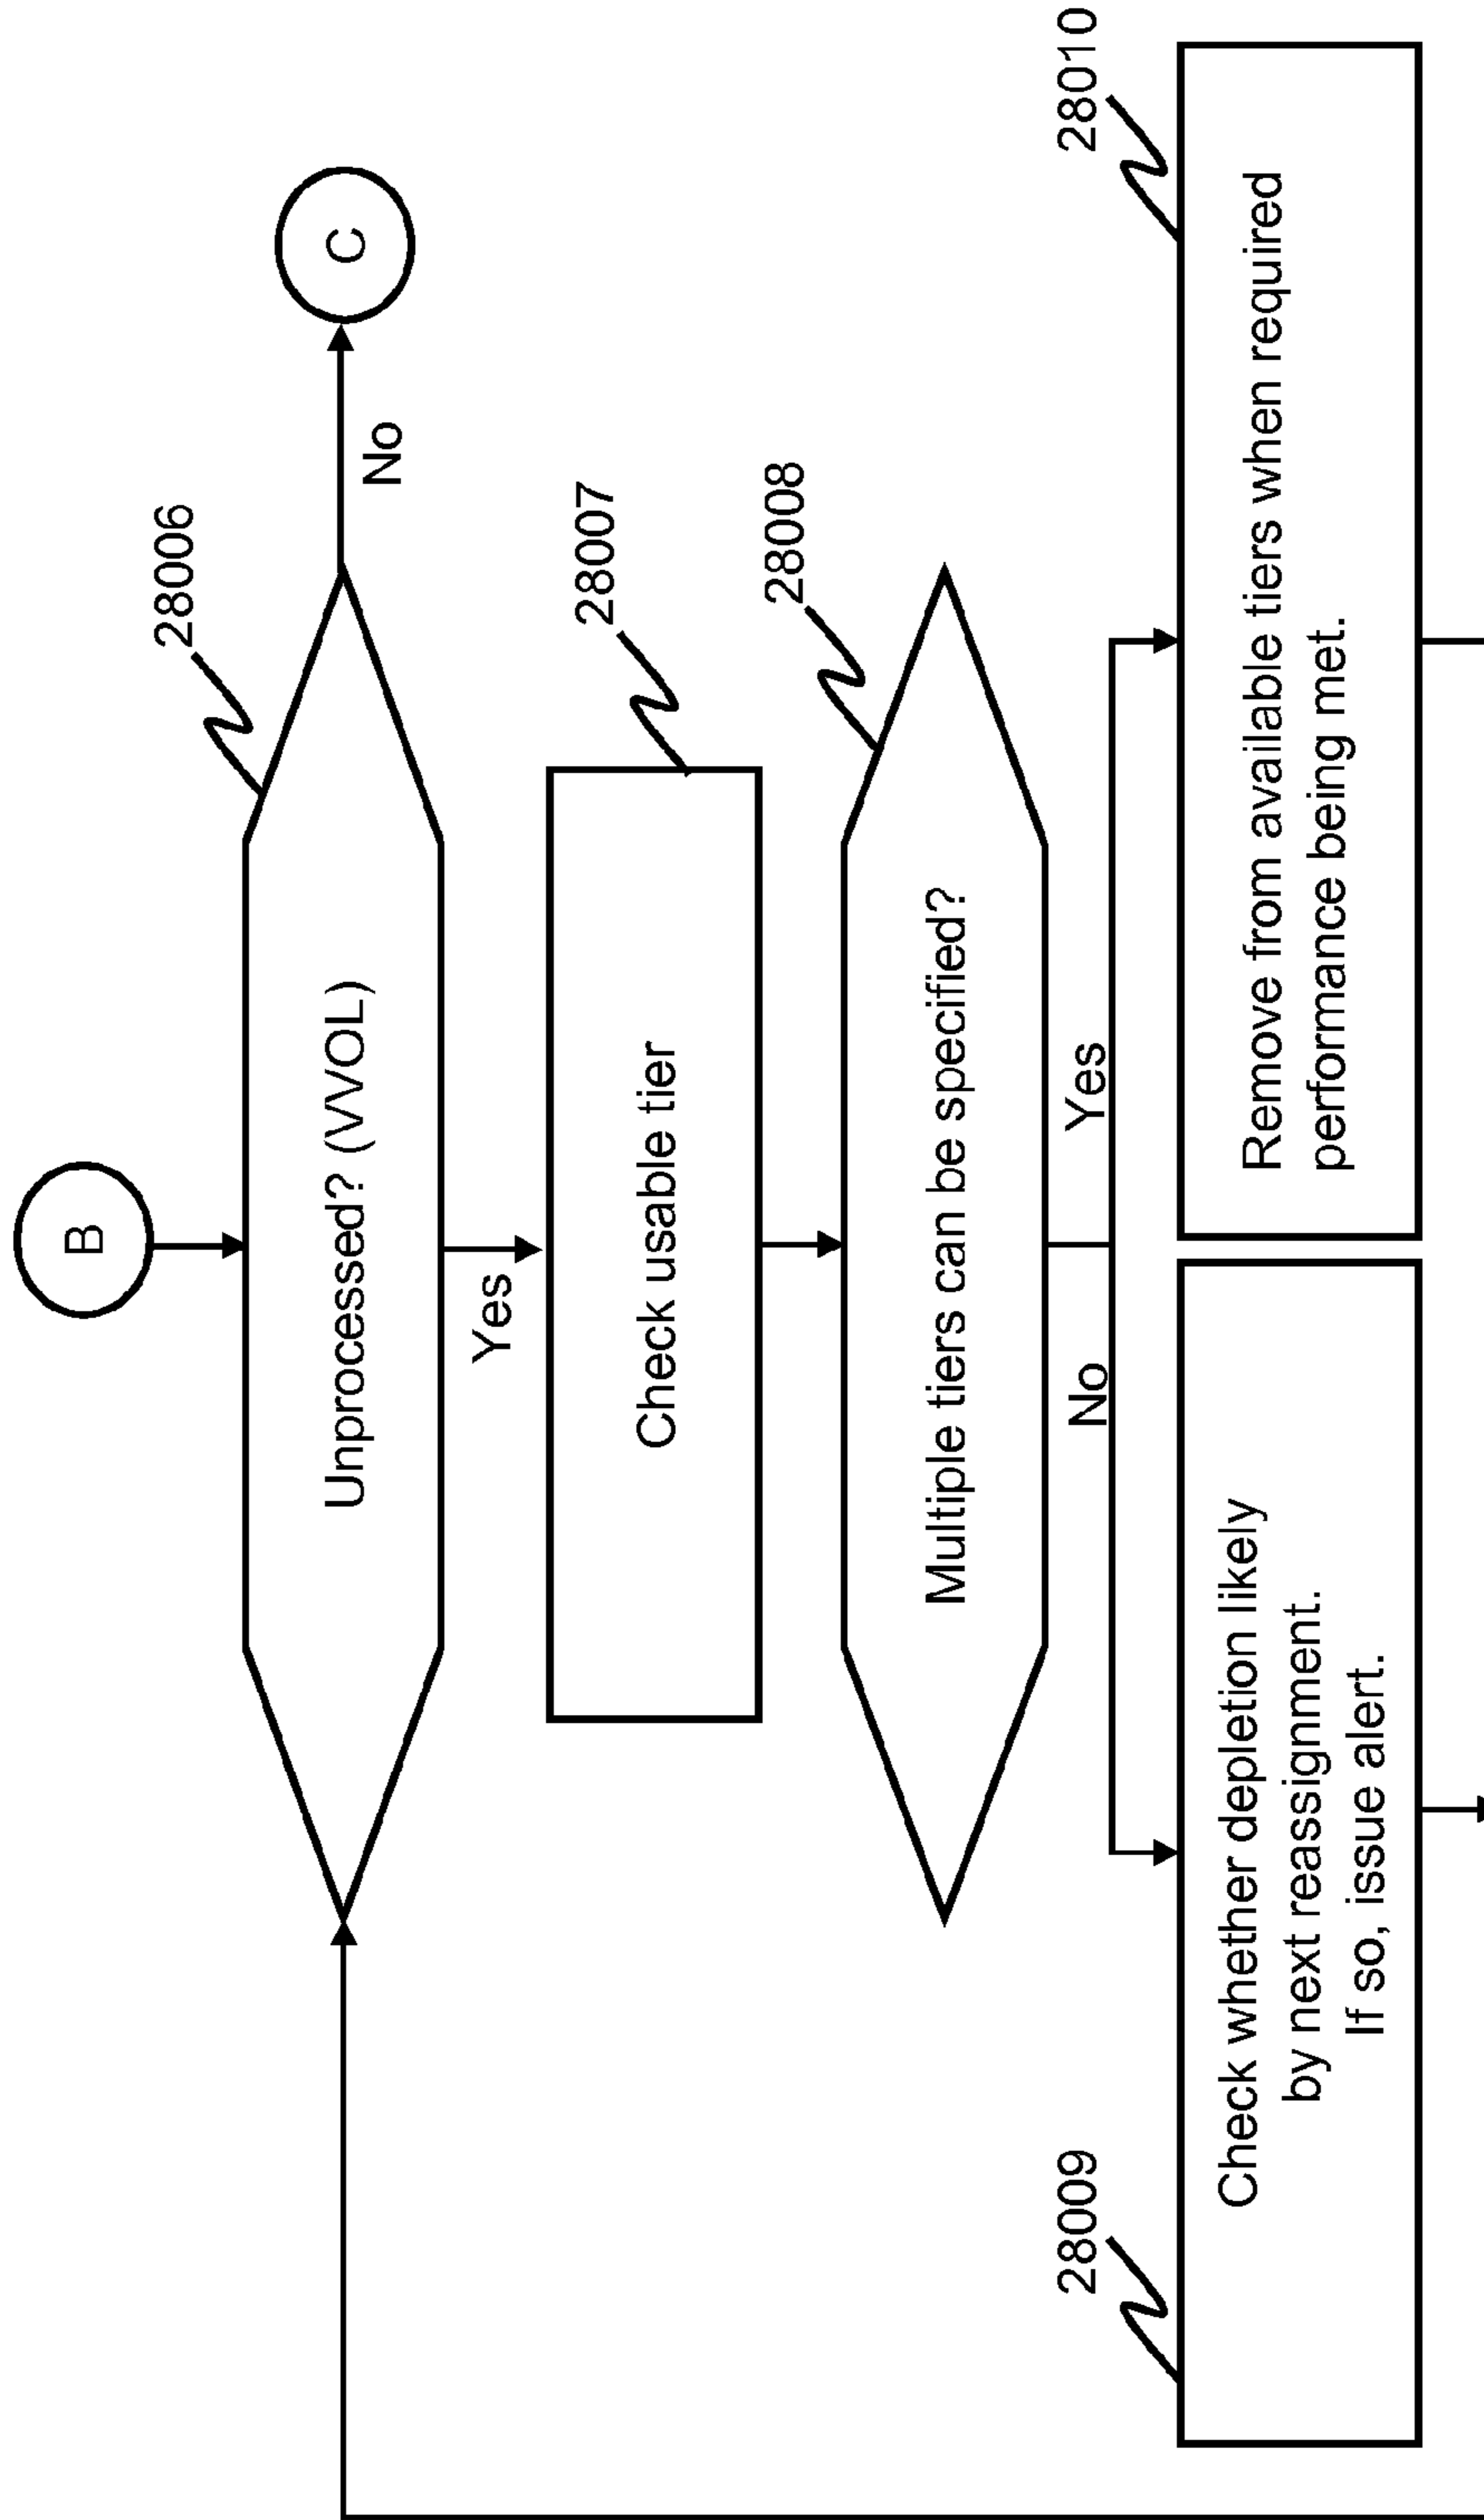 B
28006
Unprocessed? (VVOL)
No
C
Yes
28007
Check usable tier
28008
Multiple tiers can be specified?
No
Yes
28009
Check whether depletion likely
by next reassignment.
If so, issue alert.
28010
Remove from available tiers when required
performance being met.